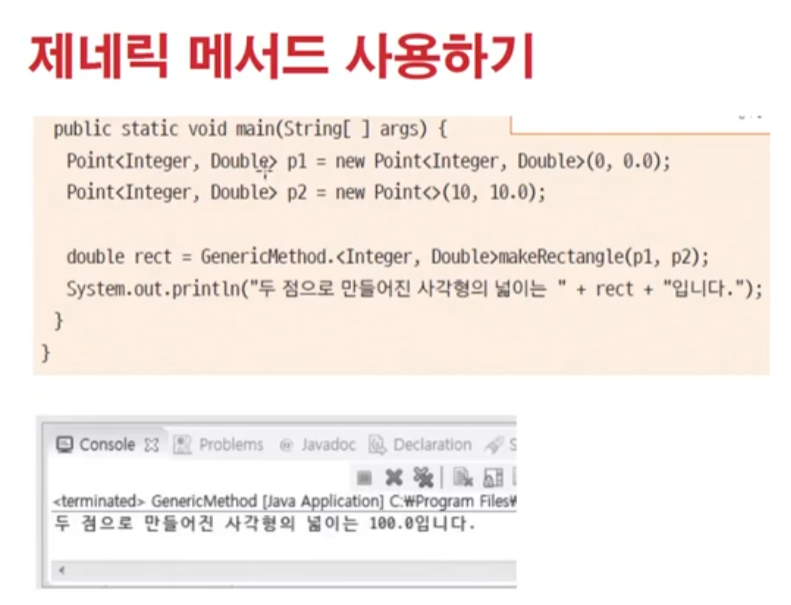 제네릭 메서드 사용하기
public static void main(String[ ] args) {
Point<Integer, Double> p1 = new Point<Integer, Double>(0, 0.0);
Point<Integer, Double> p2 = new Point<>(10, 10.0);
double rect = GenericMethod.<Integer, Double>makeRectangle(p1, p2);
System.out.println("두 점으로 만들어진 사각형의 넓이는 " + rect + "입니다.");
}
}
Console Problems @ Javadoc Declaration S
<terminated> GenericMethod [Java Application] C:₩Program Files₩
두 점으로 만들어진 사각형의 넓이는 100.0입니다.